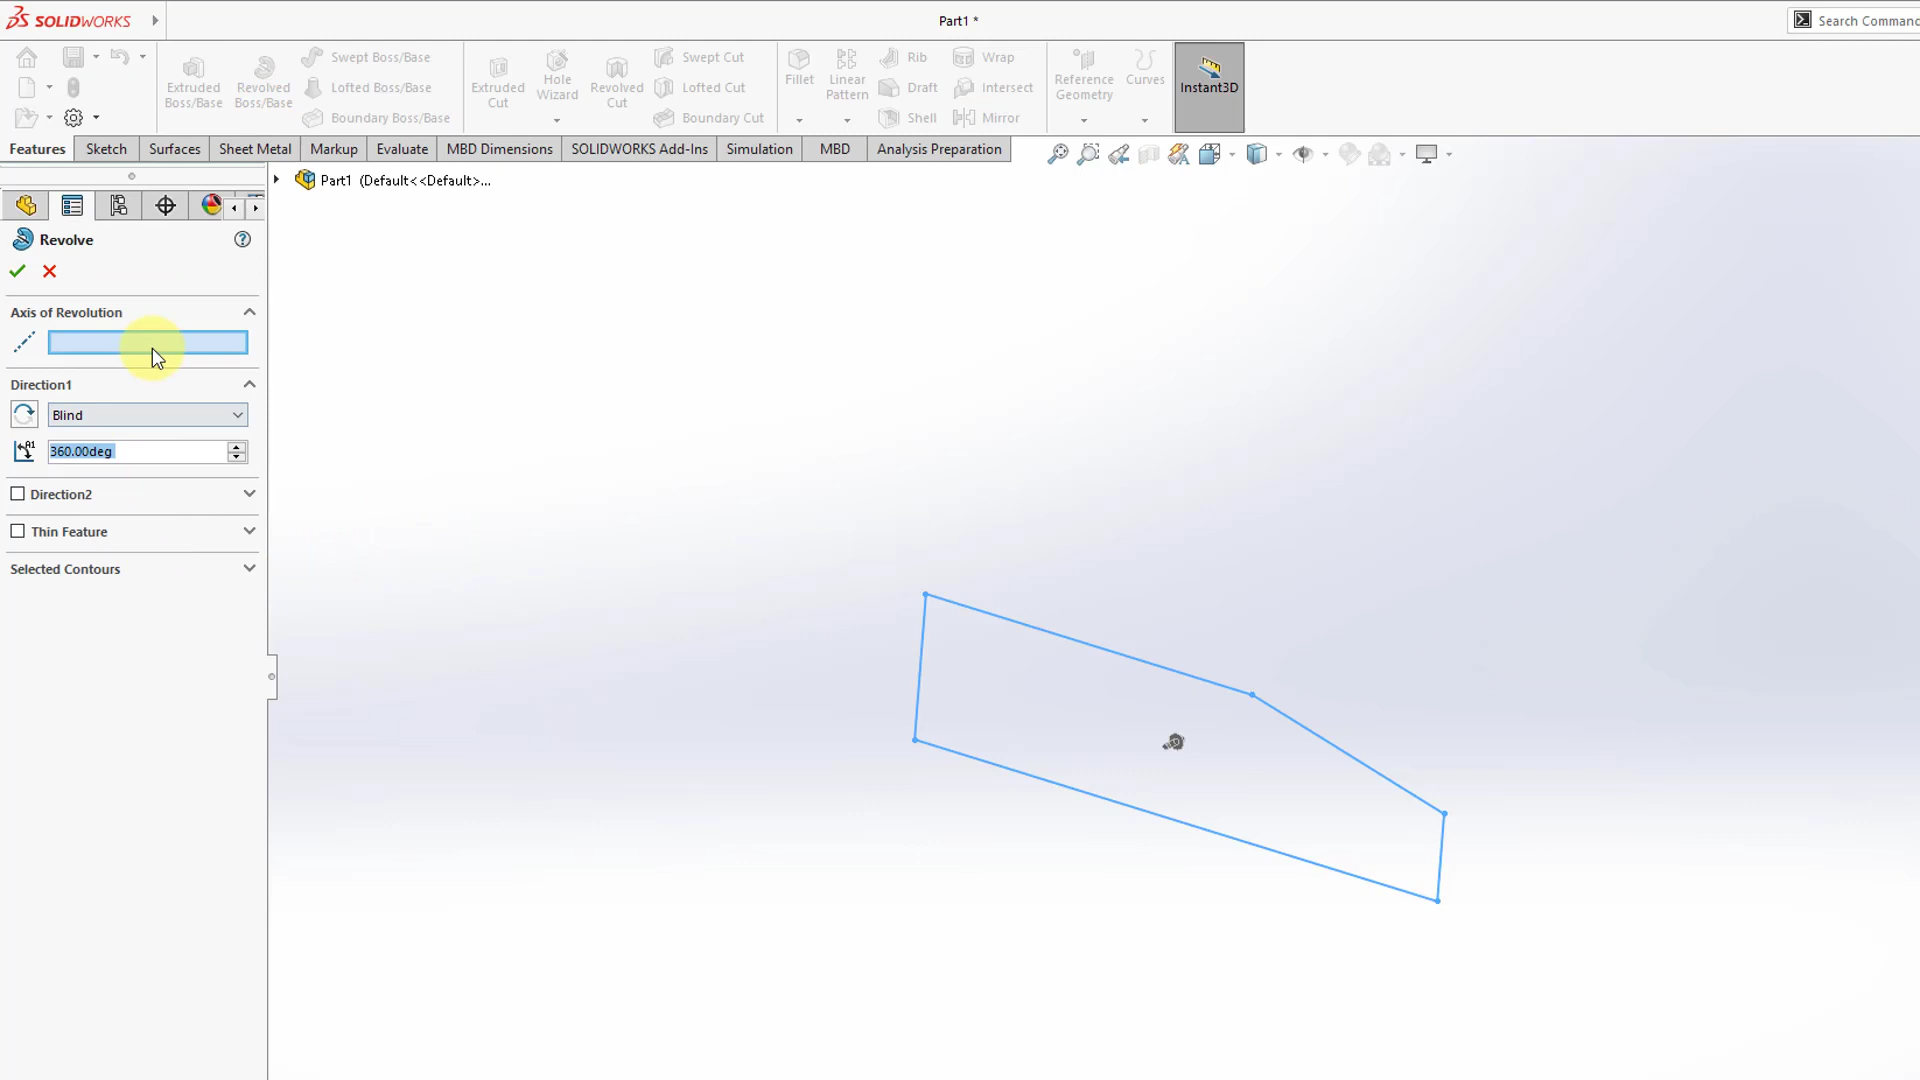 SOLIDWORKS
Part1 *
Search Command
Extruded Boss/Base
Revolved Boss/Base
Swept Boss/Base
Lofted Boss/Base
Boundary Boss/Base
Extruded Cut
Hole Wizard
Revolved Cut
Swept Cut
Lofted Cut
Boundary Cut
Fillet
Linear Pattern
Rib
Draft
Shell
Wrap
Intersect
Mirror
Reference Geometry
Curves
Instant3D
Features
Sketch
Surfaces
Sheet Metal
Markup
Evaluate
MBD Dimensions
SOLIDWORKS Add-Ins
Simulation
MBD
Analysis Preparation
Part1 (Default<<Default>...
Revolve
Axis of Revolution
Direction1
Blind
A1
360.00deg
Direction2
Thin Feature
Selected Contours